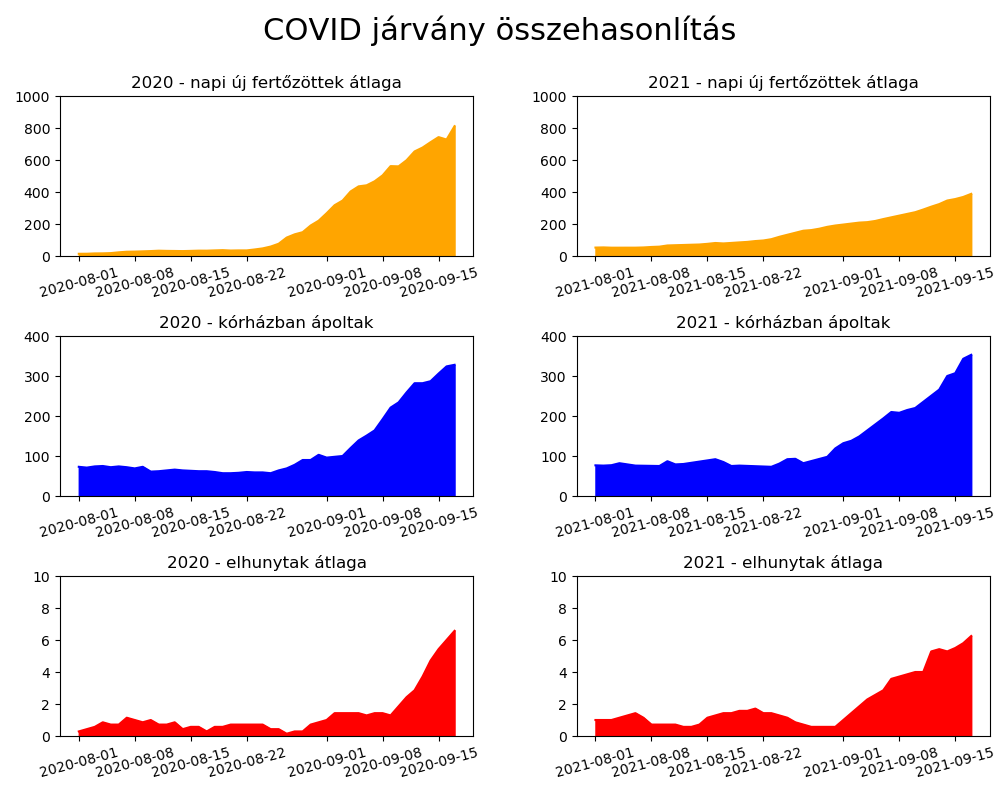 COVID járvány összehasonlítás
2020 - napi új fertőzöttek átlaga
1000
800
600
400
200
0
2020-08-01 2020-08-08 2020-08-15 2020-08-22 2020-09-01 2020-09-08 2020-09-15
2021 - napi új fertőzöttek átlaga
1000
800
600
400
200
0
2021-08-01 2021-08-08 2021-08-15 2021-08-22 2021-09-01 2021-09-08 2021-09-15
2020 - kórházban ápoltak
400
300
200
100
0
2020-08-01 2020-08-08 2020-08-15 2020-08-22 2020-09-01 2020-09-08 2020-09-15
2021 - kórházban ápoltak
400
300
200
100
0
2021-08-01 2021-08-08 2021-08-15 2021-08-22 2021-09-01 2021-09-08 2021-09-15
2020 - elhunytak átlaga
10
8
6
4
2
0
2020-08-01 2020-08-08 2020-08-15 2020-08-22 2020-09-01 2020-09-08 2020-09-15
2021 - elhunytak átlaga
10
8
6
4
2
0
2021-08-01 2021-08-08 2021-08-15 2021-08-22 2021-09-01 2021-09-08 2021-09-15